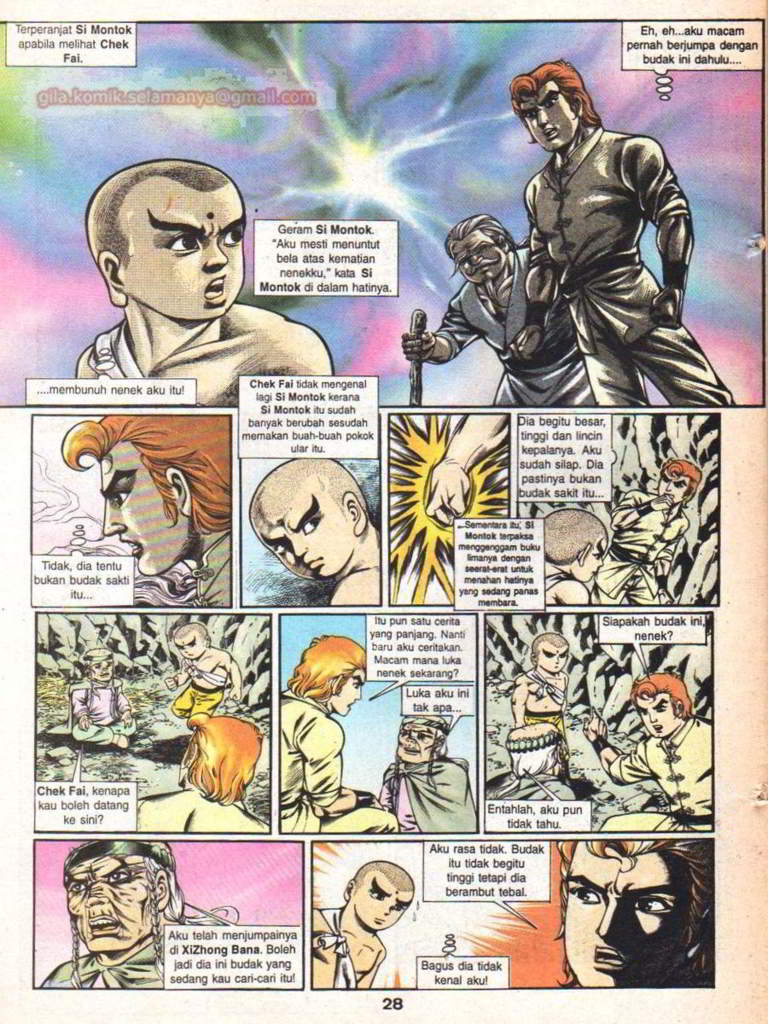 Terperanjat Si Montok
apabila melihat Chek
Fai.
gila.komik.selamanya@gmail.com
Eh, eh...aku macam
pernah berjumpa dengan
budak ini dahulu....
Geram Si Montok.
"Aku mesti menuntut
bela atas kematian
nenekku," kata Si
Montok di dalam hatinya.
....membunuh nenek aku itu!
Tidak, dia tentu
bukan budak sakti
itu...
Chek Fai tidak mengenal
lagi Si Montok kerana
Si Montok itu sudah
banyak berubah sesudah
memakan buah-buah pokok
ular itu.
Sementara itu, Si
Montok terpaksa
menggenggam buku
limanya dengan
seerat-erat untuk
menahan hatinya
yang sedang panas
membara.
Dia begitu besar,
tinggi dan lincin
kepalanya. Aku
sudah silap. Dia
pastinya bukan
budak sakit itu...
Chek Fai, kenapa
kau boleh datang
ke sini?
Itu pun satu cerita
yang panjang. Nanti
baru aku ceritakan.
Macam mana luka
nenek sekarang?
Luka aku ini
tak apa...
Siapakah budak ini,
nenek?
Entahlah, aku pun
tidak tahu.
Aku telah menjumpainya
di XiZhong Bana. Boleh
jadi dia ini budak yang
sedang kau cari-cari itu!
Aku rasa tidak. Budak
itu tidak begitu
tinggi tetapi dia
berambut tebal.
Bagus dia tidak
kenal aku!
28